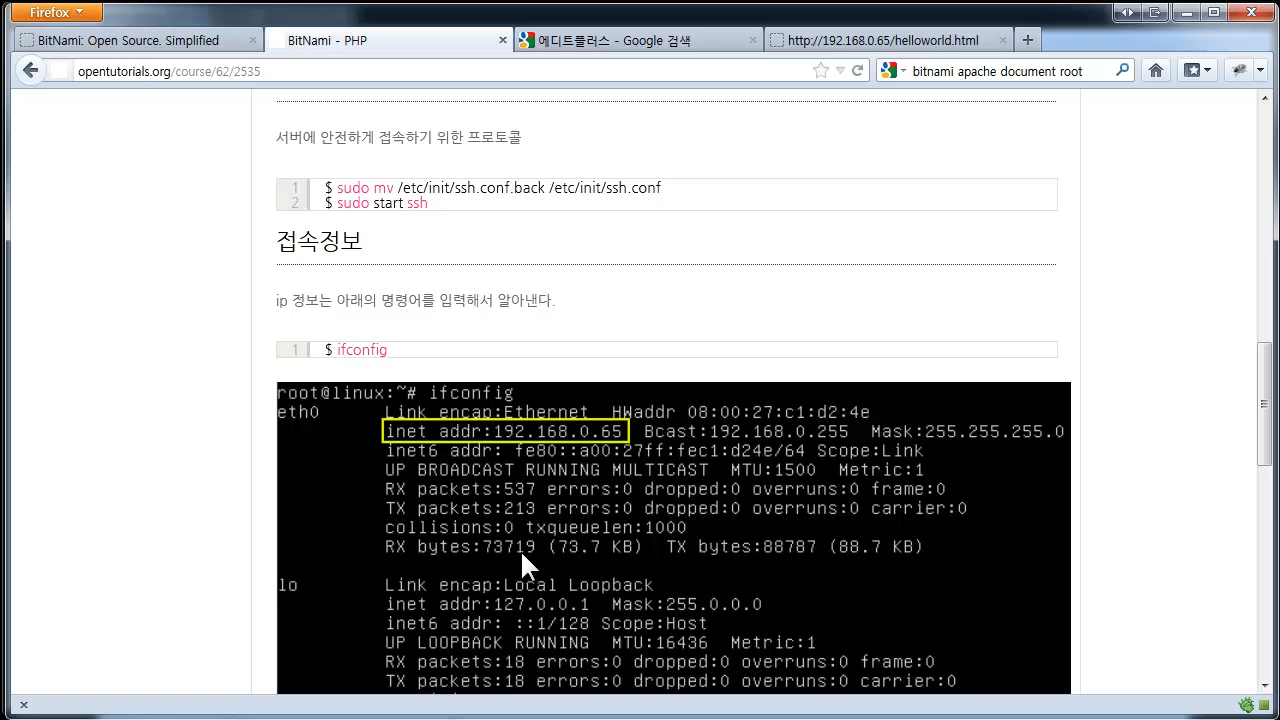 Firefox
BitNami: Open Source. Simplified
BitNami - PHP
에디트플러스 - Google 검색
http://192.168.0.65/helloworld.html
opentutorials.org/course/62/2535
bitnami apache document root
서버에 안전하게 접속하기 위한 프로토콜
1 $ sudo mv /etc/init/ssh.conf.back /etc/init/ssh.conf
2 $ sudo start ssh
접속정보
ip 정보는 아래의 명령어를 입력해서 알아낸다.
1 $ ifconfig
root@linux:~# ifconfig
eth0 Link encap:Ethernet HWaddr 08:00:27:c1:d2:4e
inet addr:192.168.0.65 Bcast:192.168.0.255 Mask:255.255.255.0
inet6 addr: fe80::a00:27ff:fec1:d24e/64 Scope:Link
UP BROADCAST RUNNING MULTICAST MTU:1500 Metric:1
RX packets:537 errors:0 dropped:0 overruns:0 frame:0
TX packets:213 errors:0 dropped:0 overruns:0 carrier:0
collisions:0 txqueuelen:1000
RX bytes:73719 (73.7 KB) TX bytes:88787 (88.7 KB)
lo Link encap:Local Loopback
inet addr:127.0.0.1 Mask:255.0.0.0
inet6 addr: ::1/128 Scope:Host
UP LOOPBACK RUNNING MTU:16436 Metric:1
RX packets:18 errors:0 dropped:0 overruns:0 frame:0
TX packets:18 errors:0 dropped:0 overruns:0 carrier:0